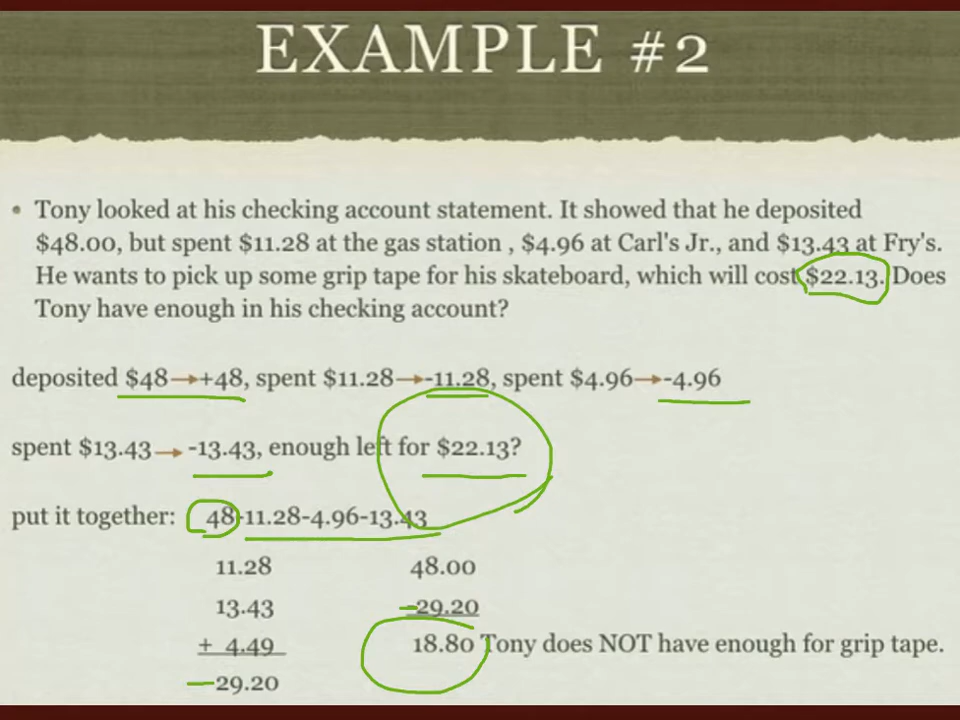 EXAMPLE #2
• Tony looked at his checking account statement. It showed that he deposited
$48.00, but spent $11.28 at the gas station , $4.96 at Carl's Jr., and $13.43 at Fry's.
He wants to pick up some grip tape for his skateboard, which will cost $22.13. Does
Tony have enough in his checking account?
deposited $48→+48, spent $11.28→-11.28, spent $4.96→-4.96
spent $13.43→ -13.43, enough left for $22.13?
put it together: 48-11.28-4.96-13.43
11.28 48.00
13.43 -29.20
+ 4.49 18.80 Tony does NOT have enough for grip tape.
-29.20